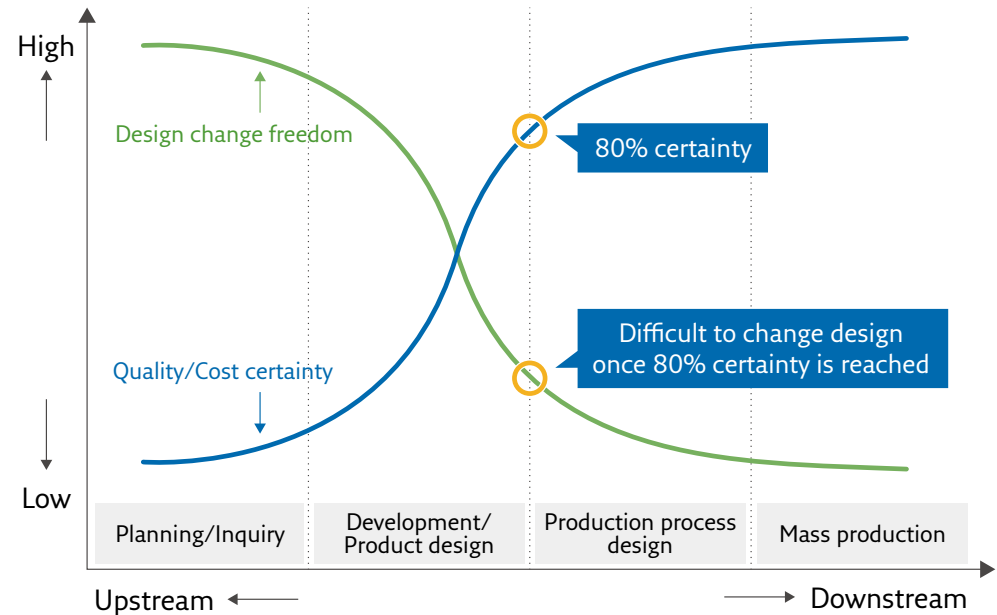 High
Design change freedom
80% certainty
Difficult to change design
once 80% certainty is reached
Quality/Cost certainty
Low
Planning/Inquiry
Development/
Product design
Production process
design
Mass production
Upstream
Downstream